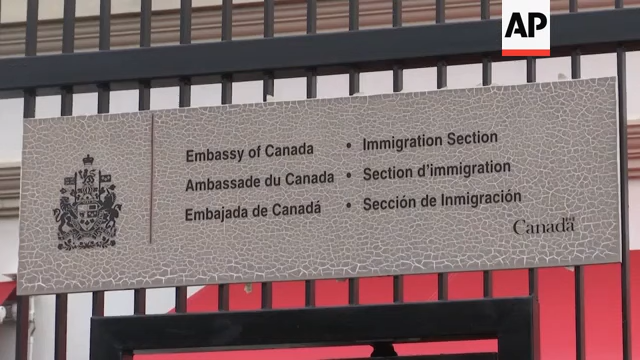 AP
Embassy of Canada • Immigration Section
Ambassade du Canada • Section d'immigration
Embajada de Canadá • Sección de Inmigración
Canada